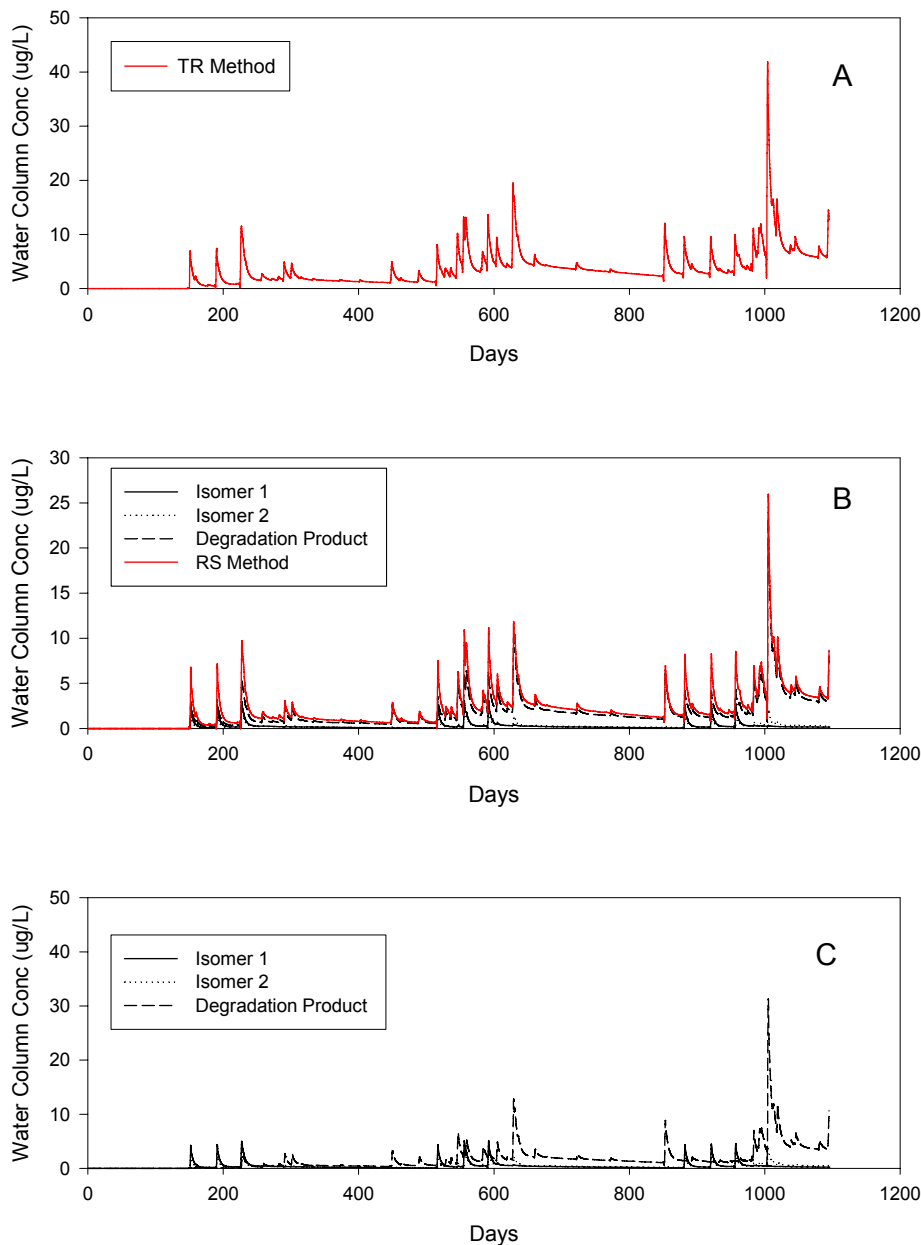 50
40
30
20
10
0
Water Column Conc (ug/L)
TR Method
A
0 200 400 600 800 1000 1200
Days
30
25
20
15
10
5
0
Water Column Conc (ug/L)
Isomer 1
Isomer 2
Degradation Product
RS Method
B
0 200 400 600 800 1000 1200
Days
50
40
30
20
10
0
Water Column Conc (ug/L)
Isomer 1
Isomer 2
Degradation Product
C
0 200 400 600 800 1000 1200
Days